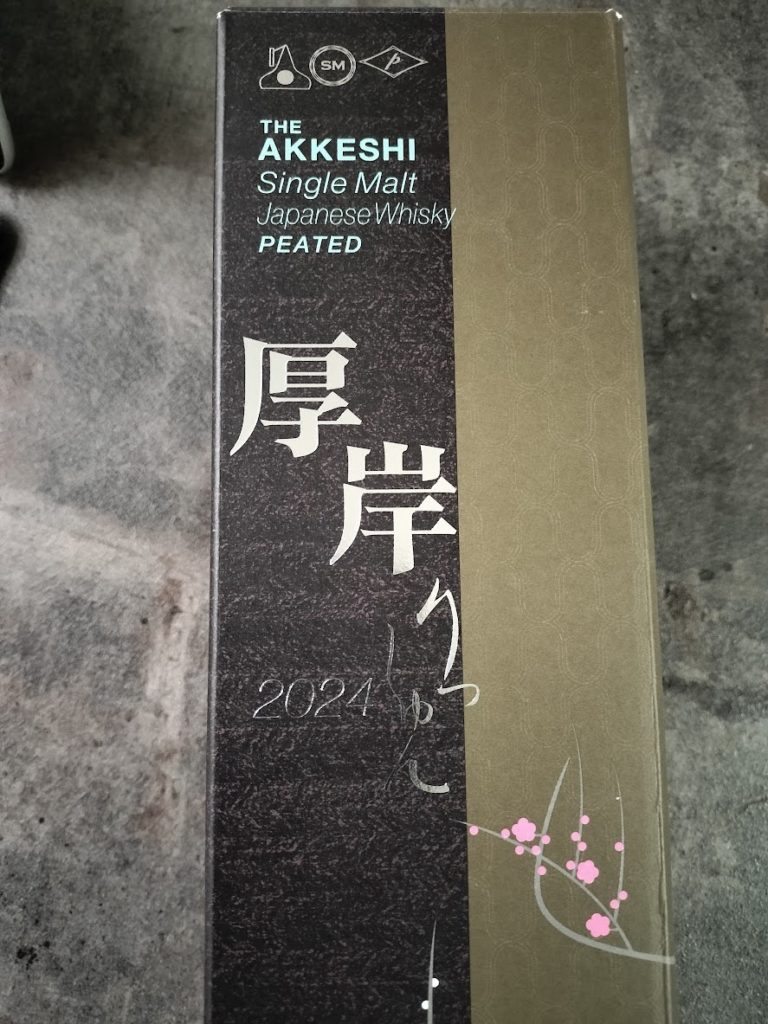 SM
P
THE
AKKESHI
Single Malt
Japanese Whisky
PEATED
厚岸
りっ
しゅん
2024